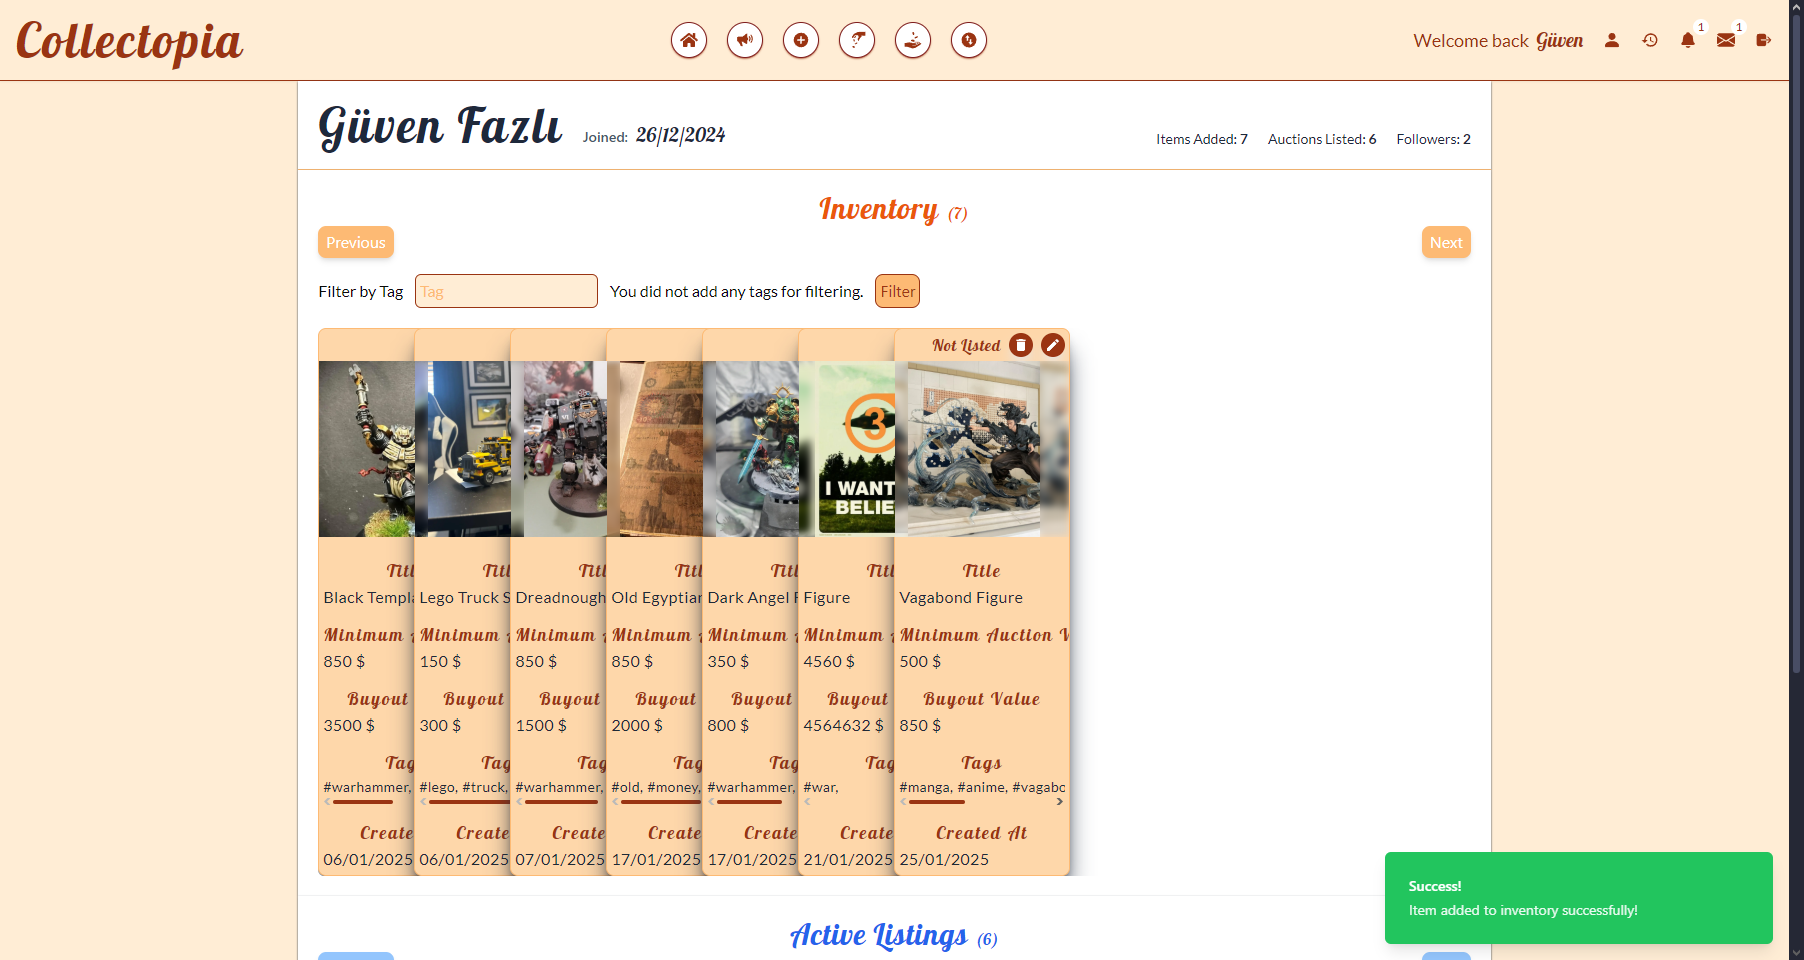 Collectopia
Welcome back Güven
1
1
Güven Fazlı
Joined: 26/12/2024
Items Added: 7
Auctions Listed: 6
Followers: 2
Inventory (7)
Previous
Next
Filter by Tag
Tag
You did not add any tags for filtering.
Filter
Not Listed
3
I WANT
BELIE
Titl
Titl
Titl
Titl
Titl
Titl
Title
Black Templa
Lego Truck S
Dreadnough
Old Egyptian
Dark Angel F
Figure
Vagabond Figure
Minimum A
Minimum A
Minimum A
Minimum A
Minimum A
Minimum A
Minimum Auction V
850 $
150 $
850 $
850 $
350 $
4560 $
500 $
Buyout
Buyout
Buyout
Buyout
Buyout
Buyout
Buyout Value
3500 $
300 $
1500 $
2000 $
800 $
4564632 $
850 $
Tag
Tag
Tag
Tag
Tag
Tag
Tags
#warhammer,
#lego, #truck,
#warhammer,
#old, #money,
#warhammer,
#war,
#manga, #anime, #vagabo
Create
Create
Create
Create
Create
Create
Created At
06/01/2025
06/01/2025
07/01/2025
17/01/2025
17/01/2025
21/01/2025
25/01/2025
Active Listings (6)
Success!
Item added to inventory successfully!